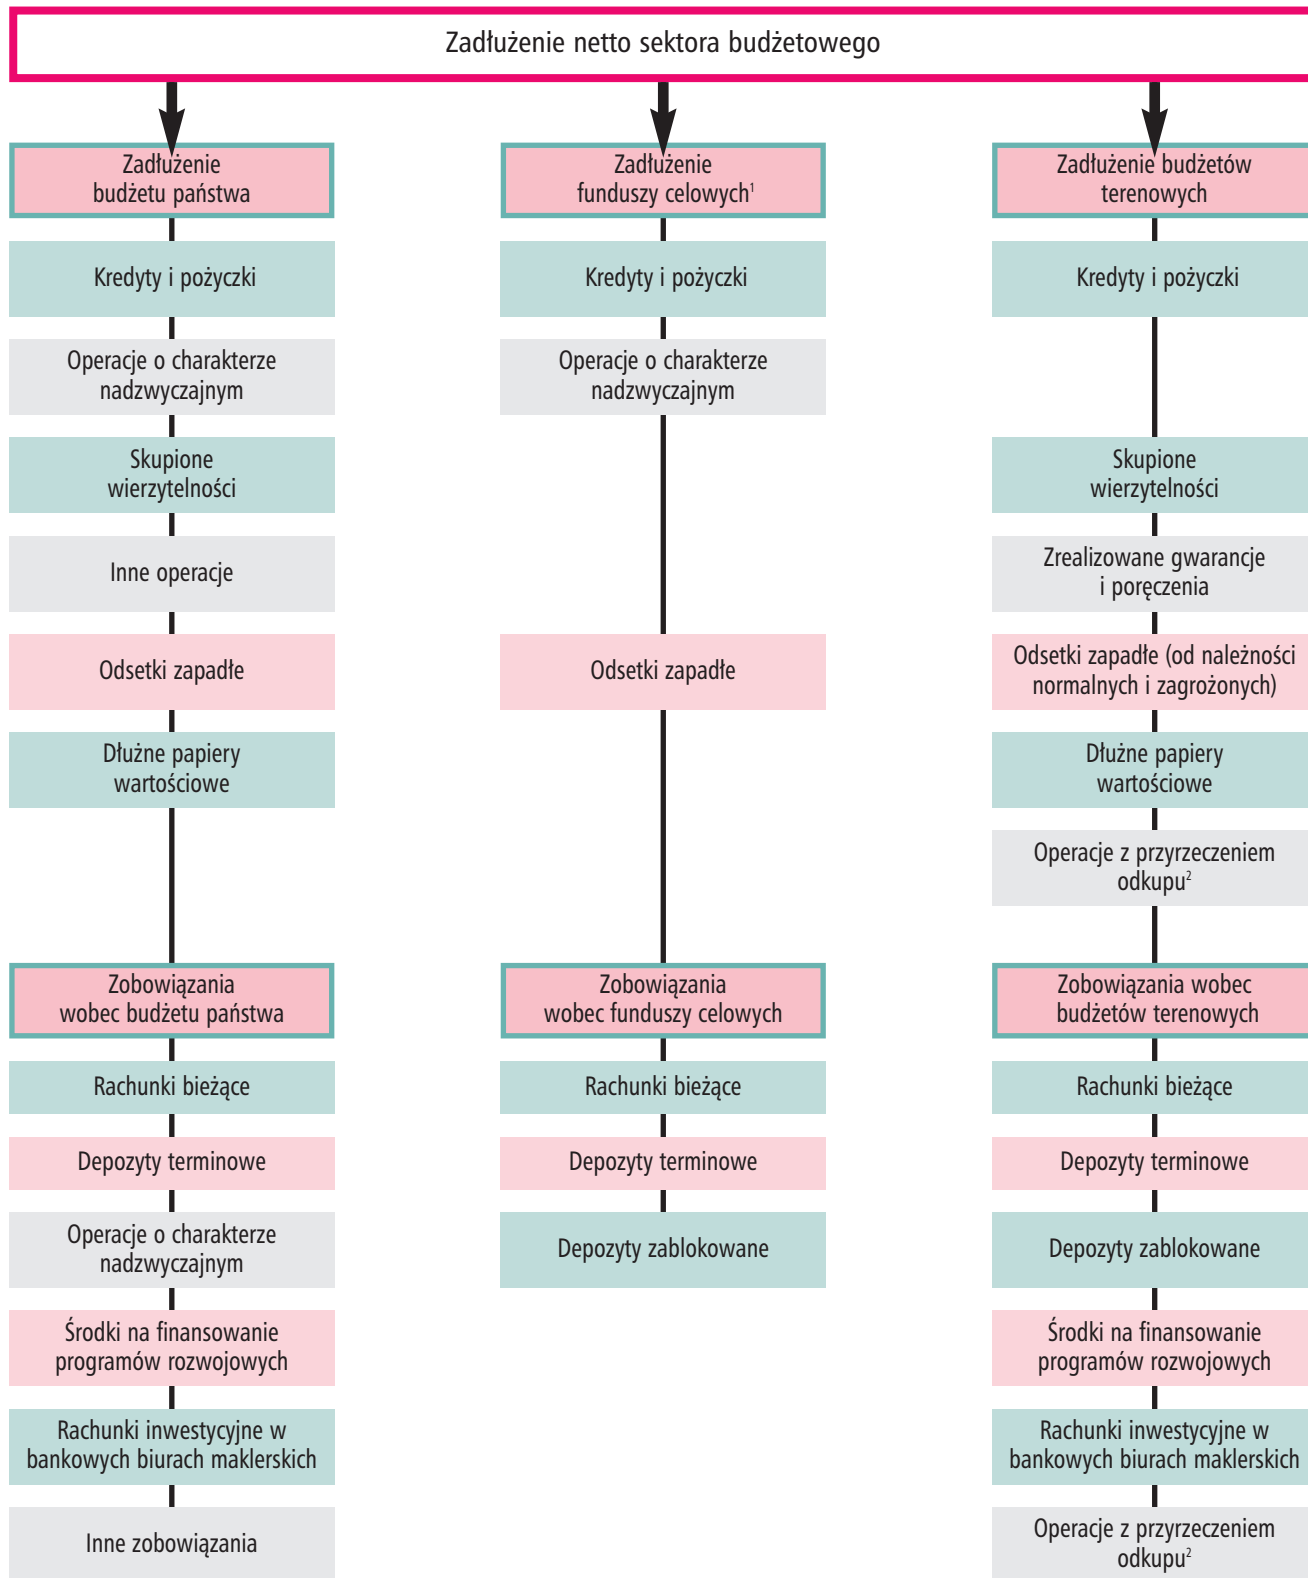 Zadłużenie netto sektora budżetowego
Zadłużenie
budżetu państwa
Kredyty i pożyczki
Operacje o charakterze
nadzwyczajnym
Skupione
wierzytelności
Inne operacje
Odsetki zapadłe
Dłużne papiery
wartościowe
Zobowiązania
wobec budżetu państwa
Rachunki bieżące
Depozyty terminowe
Operacje o charakterze
nadzwyczajnym
Środki na finansowanie
programów rozwojowych
Rachunki inwestycyjne w
bankowych biurach maklerskich
Inne zobowiązania
Zadłużenie
funduszy celowych¹
Kredyty i pożyczki
Operacje o charakterze
nadzwyczajnym
Odsetki zapadłe
Zobowiązania
wobec funduszy celowych
Rachunki bieżące
Depozyty terminowe
Depozyty zablokowane
Zadłużenie budżetów
terenowych
Kredyty i pożyczki
Skupione
wierzytelności
Zrealizowane gwarancje
i poręczenia
Odsetki zapadłe (od należności
normalnych i zagrożonych)
Dłużne papiery
wartościowe
Operacje z przyrzeczeniem
odkupu²
Zobowiązania wobec
budżetów terenowych
Rachunki bieżące
Depozyty terminowe
Depozyty zablokowane
Środki na finansowanie
programów rozwojowych
Rachunki inwestycyjne w
bankowych biurach maklerskich
Operacje z przyrzeczeniem
odkupu²